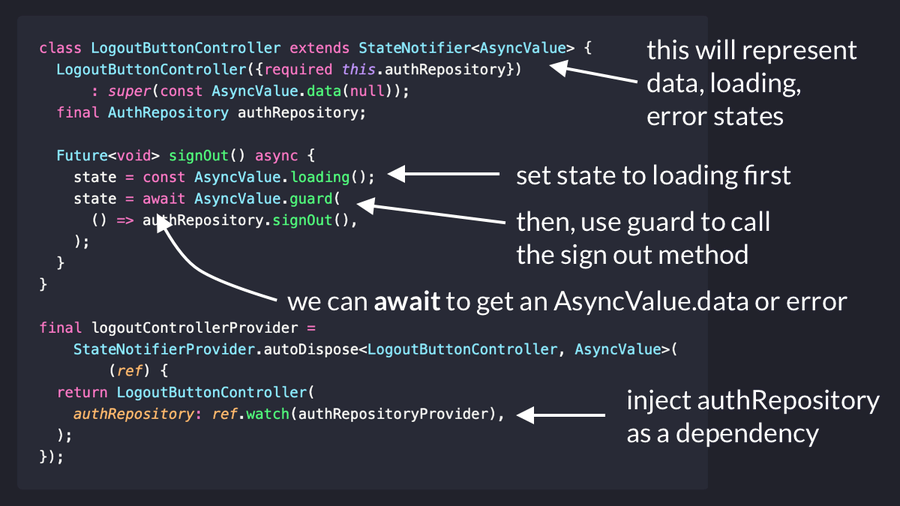 class LogoutButtonController extends StateNotifier<AsyncValue> {
LogoutButtonController({required this.authRepository})
: super(const AsyncValue.data(null));
final AuthRepository authRepository;
this will represent
data, loading,
error states
Future<void> signOut() async {
state = const AsyncValue.loading();
set state to loading first
state = await AsyncValue.guard(
() => authRepository.signOut(),
then, use guard to call
the sign out method
);
}
}
we can await to get an AsyncValue.data or error
final logoutControllerProvider =
StateNotifierProvider.autoDispose<LogoutButtonController, AsyncValue>(
(ref) {
return LogoutButtonController(
authRepository: ref.watch(authRepositoryProvider),
inject authRepository
as a dependency
);
});